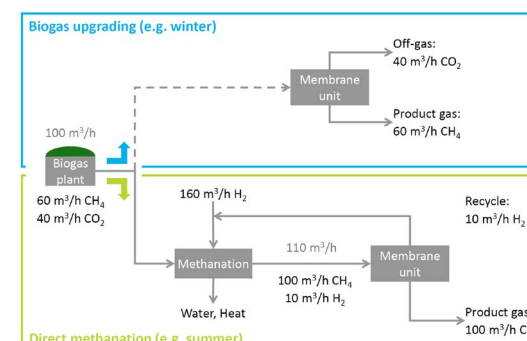 Biogas upgrading (e.g. winter)
Off-gas:
40 m³/h CO₂
Membrane
unit
Product gas:
60 m³/h CH₄
100 m³/h
Biogas
plant
60 m³/h CH₄
40 m³/h CO₂
160 m³/h H₂
Recycle:
10 m³/h H₂
110 m³/h
Methanation
Membrane
unit
100 m³/h CH₄
10 m³/h H₂
Water, Heat
Product gas
100 m³/h C
Direct methanation (e.g. summer)